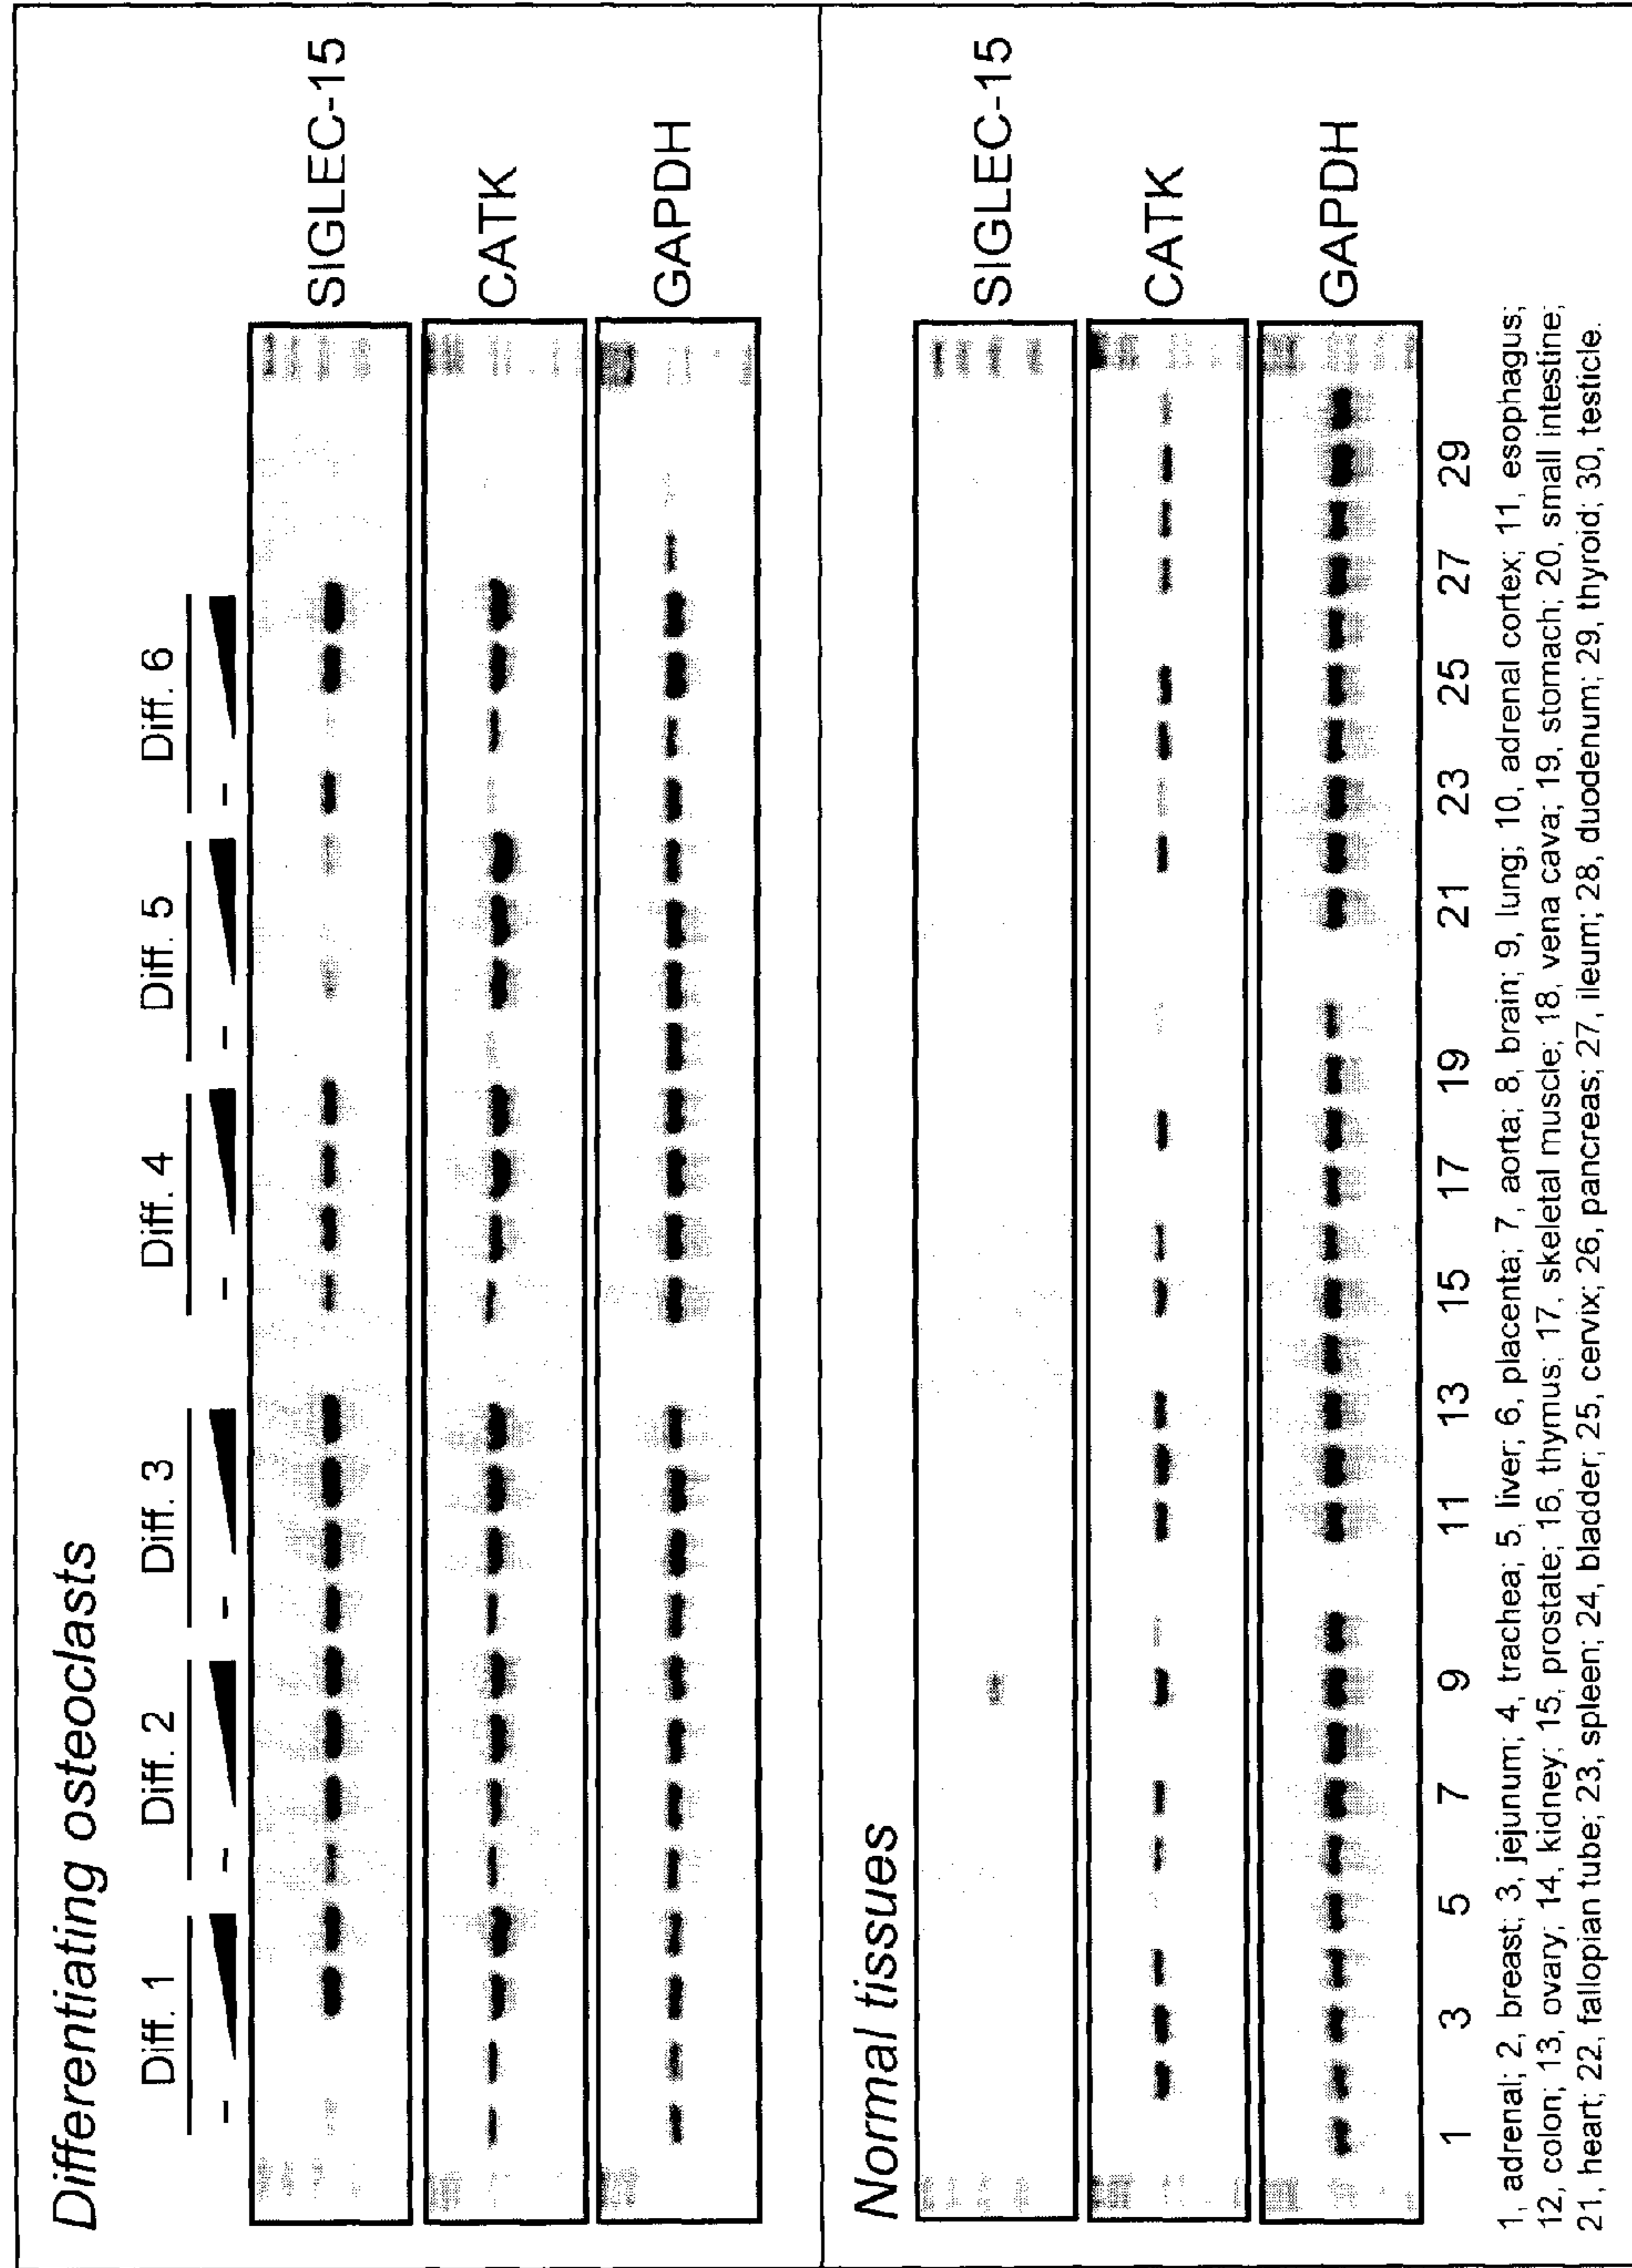 Differentiating osteoclasts
Diff. 1 Diff. 2 Diff. 3 Diff. 4 Diff. 5 Diff. 6
- - - - - -
SIGLEC-15
CATK
GAPDH
Normal tissues
SIGLEC-15
CATK
GAPDH
1 3 5 7 9 11 13 15 17 19 21 23 25 27 29
1, adrenal; 2, breast; 3, jejunum; 4, trachea; 5, liver; 6, placenta; 7, aorta; 8, brain; 9, lung; 10, adrenal cortex; 11, esophagus;
12, colon; 13, ovary; 14, kidney; 15, prostate; 16, thymus; 17, skeletal muscle; 18, vena cava; 19, stomach; 20, small intestine;
21, heart; 22, fallopian tube; 23, spleen; 24, bladder; 25, cervix; 26, pancreas; 27, ileum; 28, duodenum; 29, thyroid; 30, testicle.